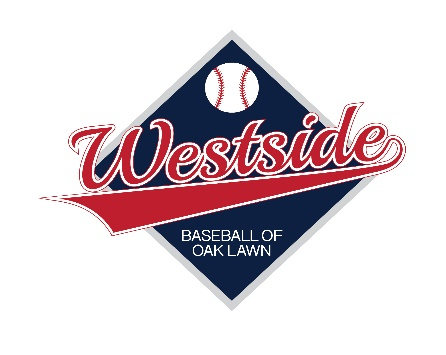 Westside
BASEBALL OF
OAK LAWN